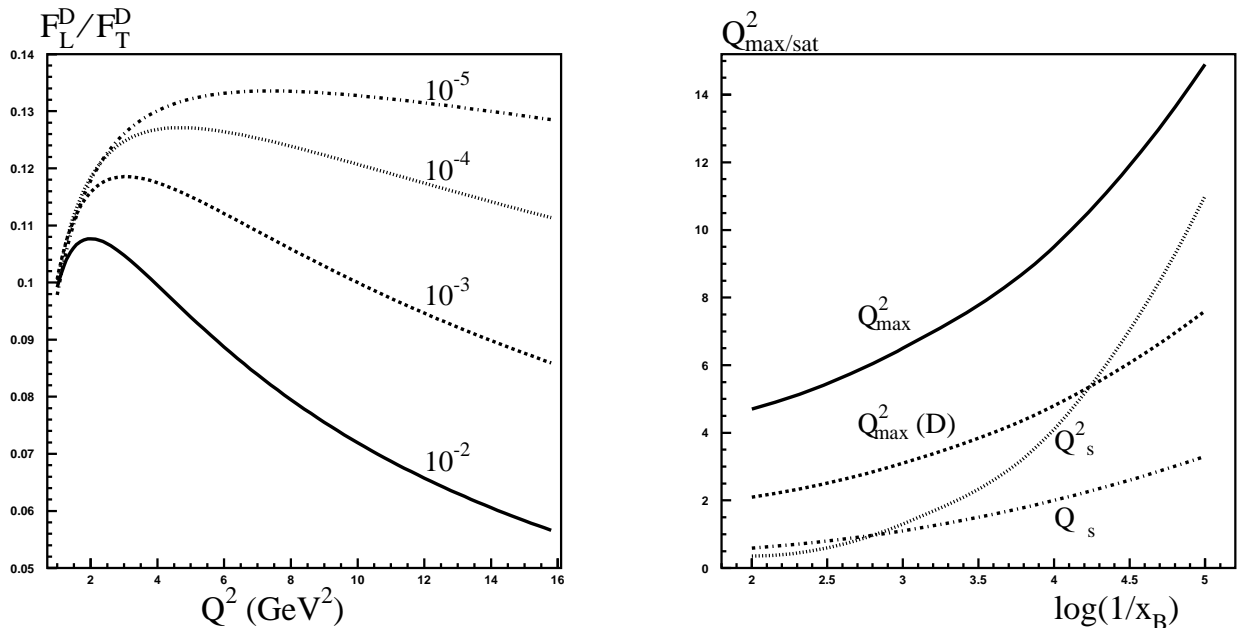 F_L^D/F_T^D
0.14
0.13
0.12
0.11
0.1
0.09
0.08
0.07
0.06
0.05
10^-5
10^-4
10^-3
10^-2
2 4 6 8 10 12 14 16
Q^2 (GeV^2)
Q^2_max/sat
14
12
10
8
6
4
2
0
Q^2_max
Q^2_max (D)
Q^2_s
Q_s
2 2.5 3 3.5 4 4.5 5
log(1/x_B)